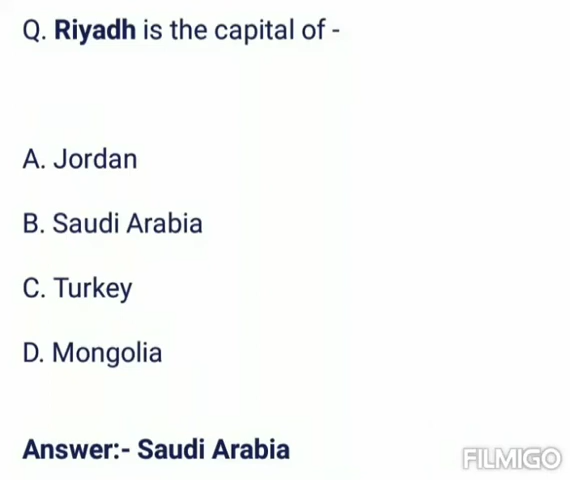 Q. Riyadh is the capital of -
A. Jordan
B. Saudi Arabia
C. Turkey
D. Mongolia
Answer:- Saudi Arabia
FILMIGO